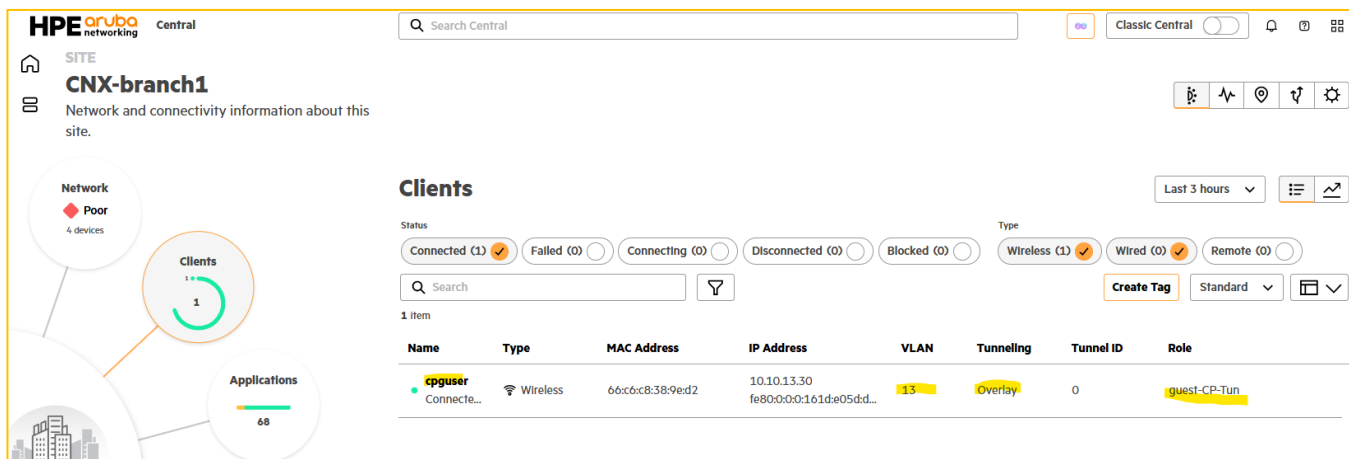 HPE aruba networking Central
Search Central
Classic Central
SITE
CNX-branch1
Network and connectivity information about this
site.
Network
Poor
4 devices
Clients
1
1
Applications
68
Clients
Last 3 hours
Status
Type
Connected (1) Failed (0) Connecting (0) Disconnected (0) Blocked (0) Wireless (1) Wired (0) Remote (0)
Search
Create Tag Standard
1 item
Name Type MAC Address IP Address VLAN Tunneling Tunnel ID Role
cpguser
Connecte...
Wireless
66:c6:c8:38:9e:d2
10.10.13.30
fe80:0:0:0:161d:e05d:d...
13
Overlay
0
guest-CP-Tun